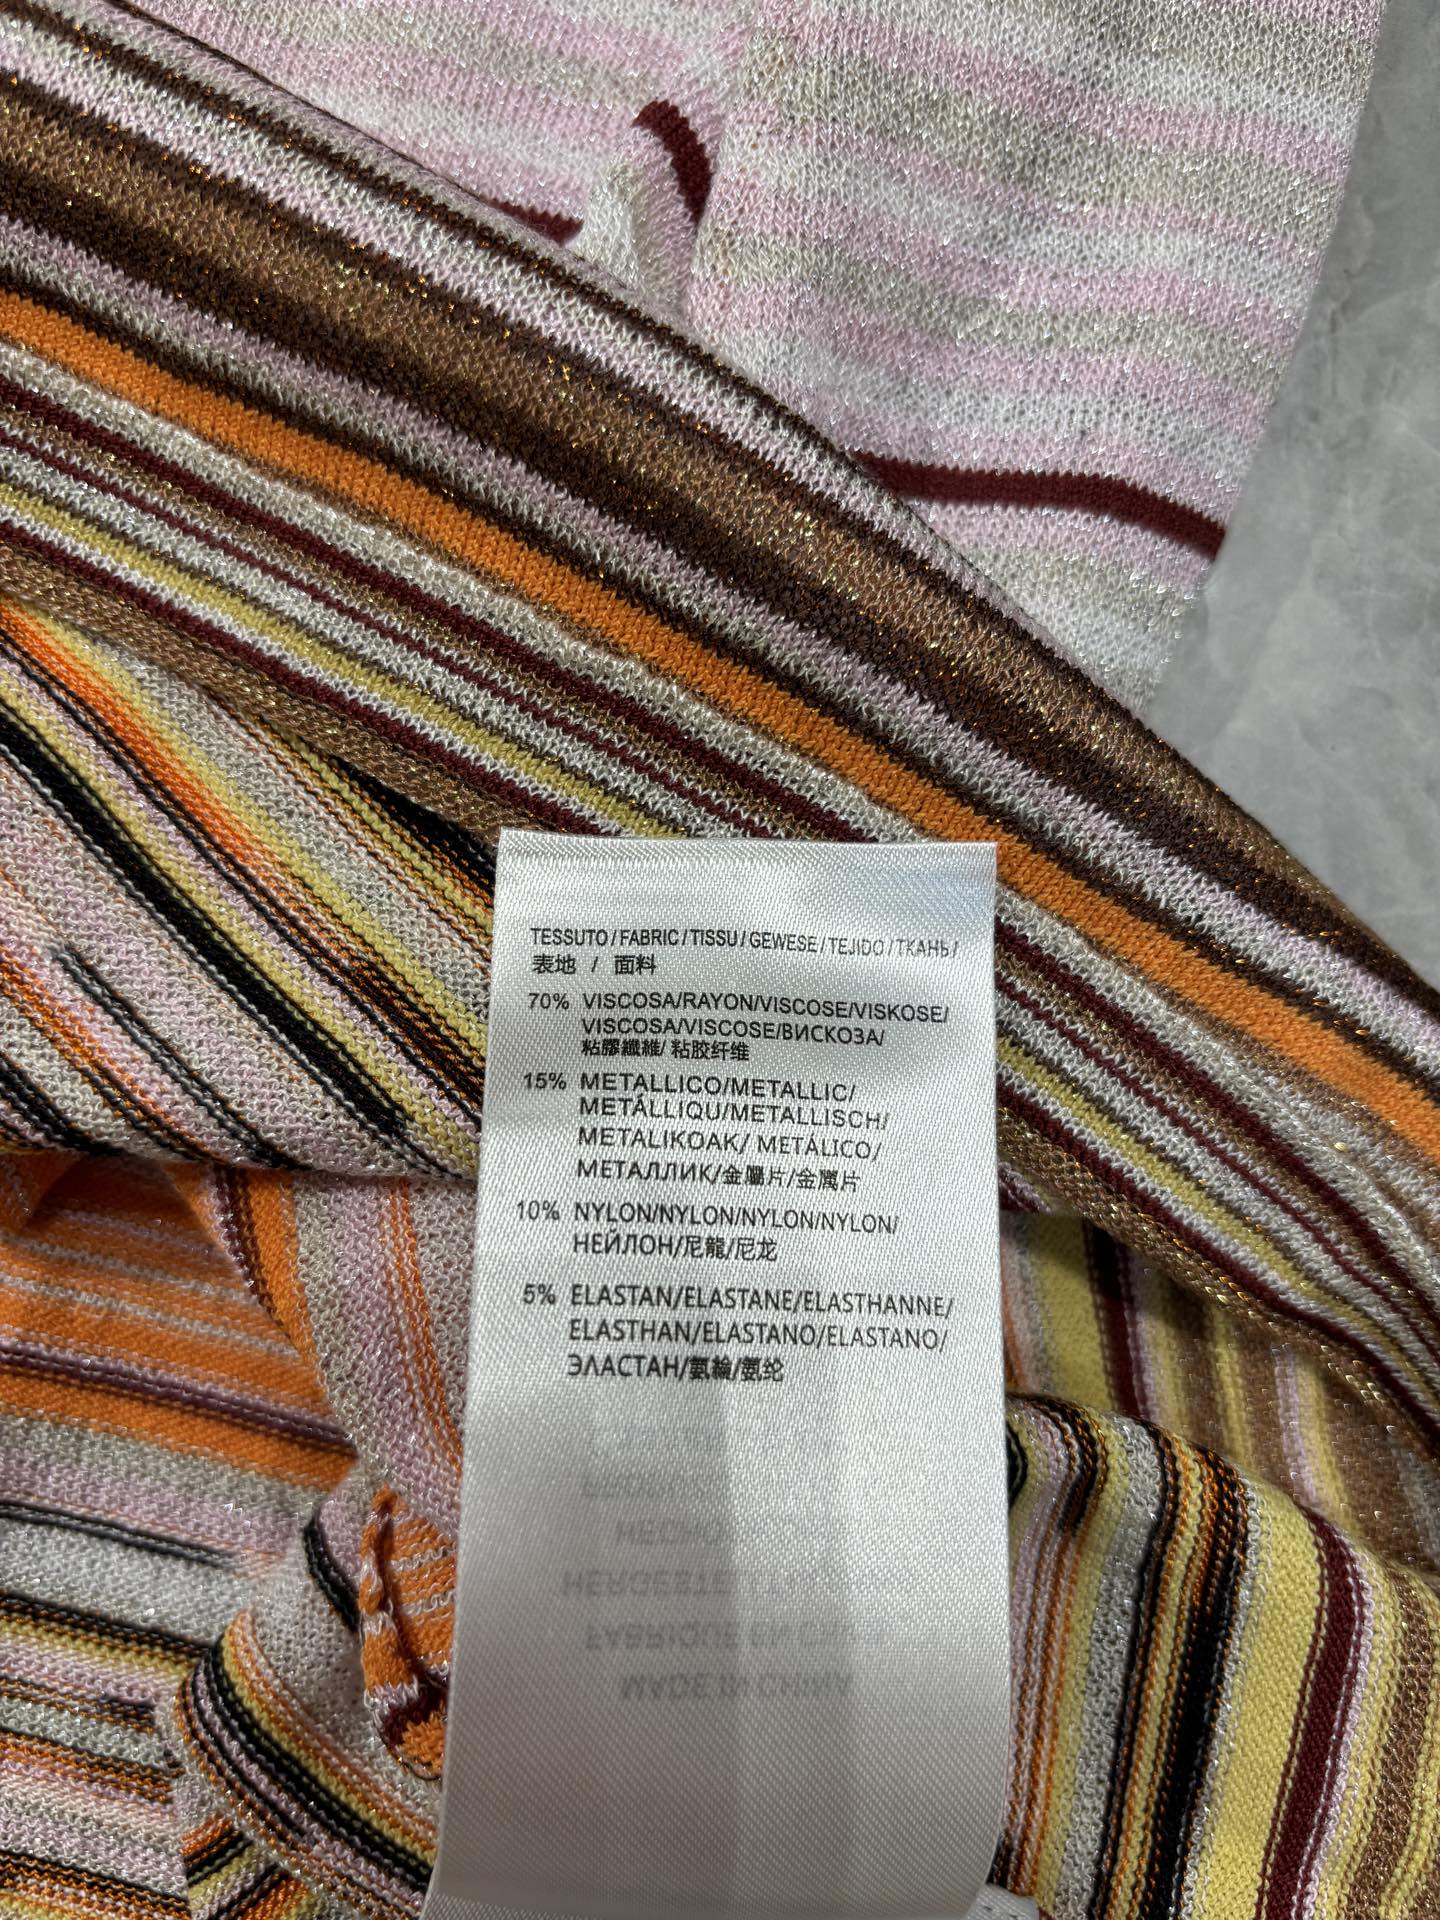 TESSUTO/FABRIC/TISSU/GEWESE/TEJIDO/ТКАНЬ/
表地 / 面料
70% VISCOSA/RAYON/VISCOSE/VISKOSE/
VISCOSA/VISCOSE/ВИСКОЗА/
粘膠纖維/粘胶纤维
15% METALLICO/METALLIC/
METÁLLIQU/METALLISCH/
METALIKOAK/ METÁLICO/
МЕТАЛЛИК/金屬片/金属片
10% NYLON/NYLON/NYLON/NYLON/
НЕЙЛОН/尼龍/尼龙
5% ELASTAN/ELASTANE/ELASTHANNE/
ELASTHAN/ELASTANO/ELASTANO/
ЭЛАСТАН/氨綸/氨纶